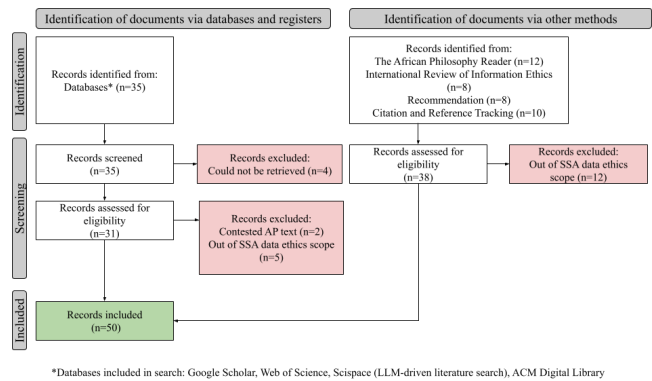 Identification of documents via databases and registers
Identification of documents via other methods
Identification
Records identified from:
Databases* (n=35)
Records identified from:
The African Philosophy Reader (n=12)
International Review of Information Ethics
(n=8)
Recommendation (n=8)
Citation and Reference Tracking (n=10)
Screening
Records screened
(n=35)
Records excluded:
Could not be retrieved (n=4)
Records assessed for
eligibility
(n=38)
Records excluded:
Out of SSA data ethics
scope (n=12)
Records assessed for
eligibility
(n=31)
Records excluded:
Contested AP text (n=2)
Out of SSA data ethics scope
(n=5)
Included
Records included
(n=50)
*Databases included in search: Google Scholar, Web of Science, Scispace (LLM-driven literature search), ACM Digital Library